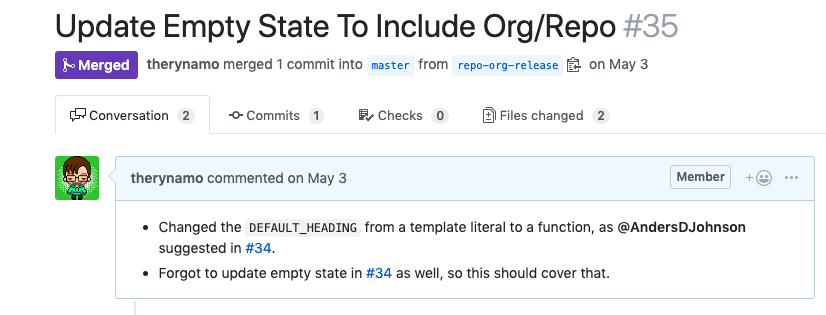 Update Empty State To Include Org/Repo #35
Merged therynamo merged 1 commit into master from repo-org-release on May 3
Conversation 2 Commits 1 Checks 0 Files changed 2
therynamo commented on May 3 Member
Changed the DEFAULT_HEADING from a template literal to a function, as @AndersDJohnson
suggested in #34.
Forgot to update empty state in #34 as well, so this should cover that.